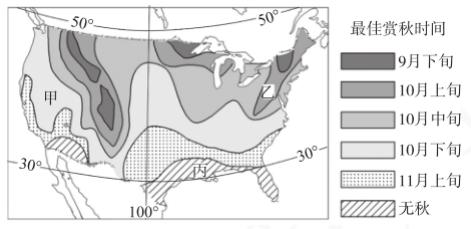 50°
50°
最佳赏秋时间
9月下旬
10月上旬
10月中旬
10月下旬
11月上旬
无秋
甲
乙
丙
30°
30°
100°